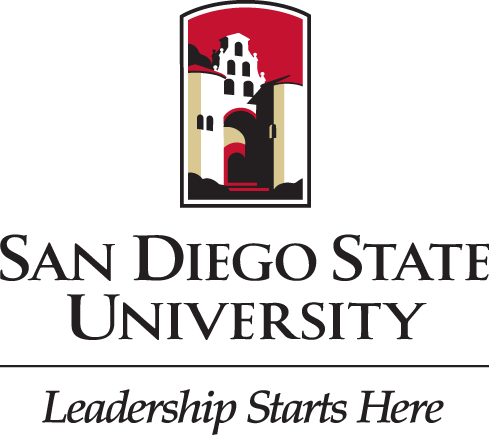 SAN DIEGO STATE
UNIVERSITY
Leadership Starts Here